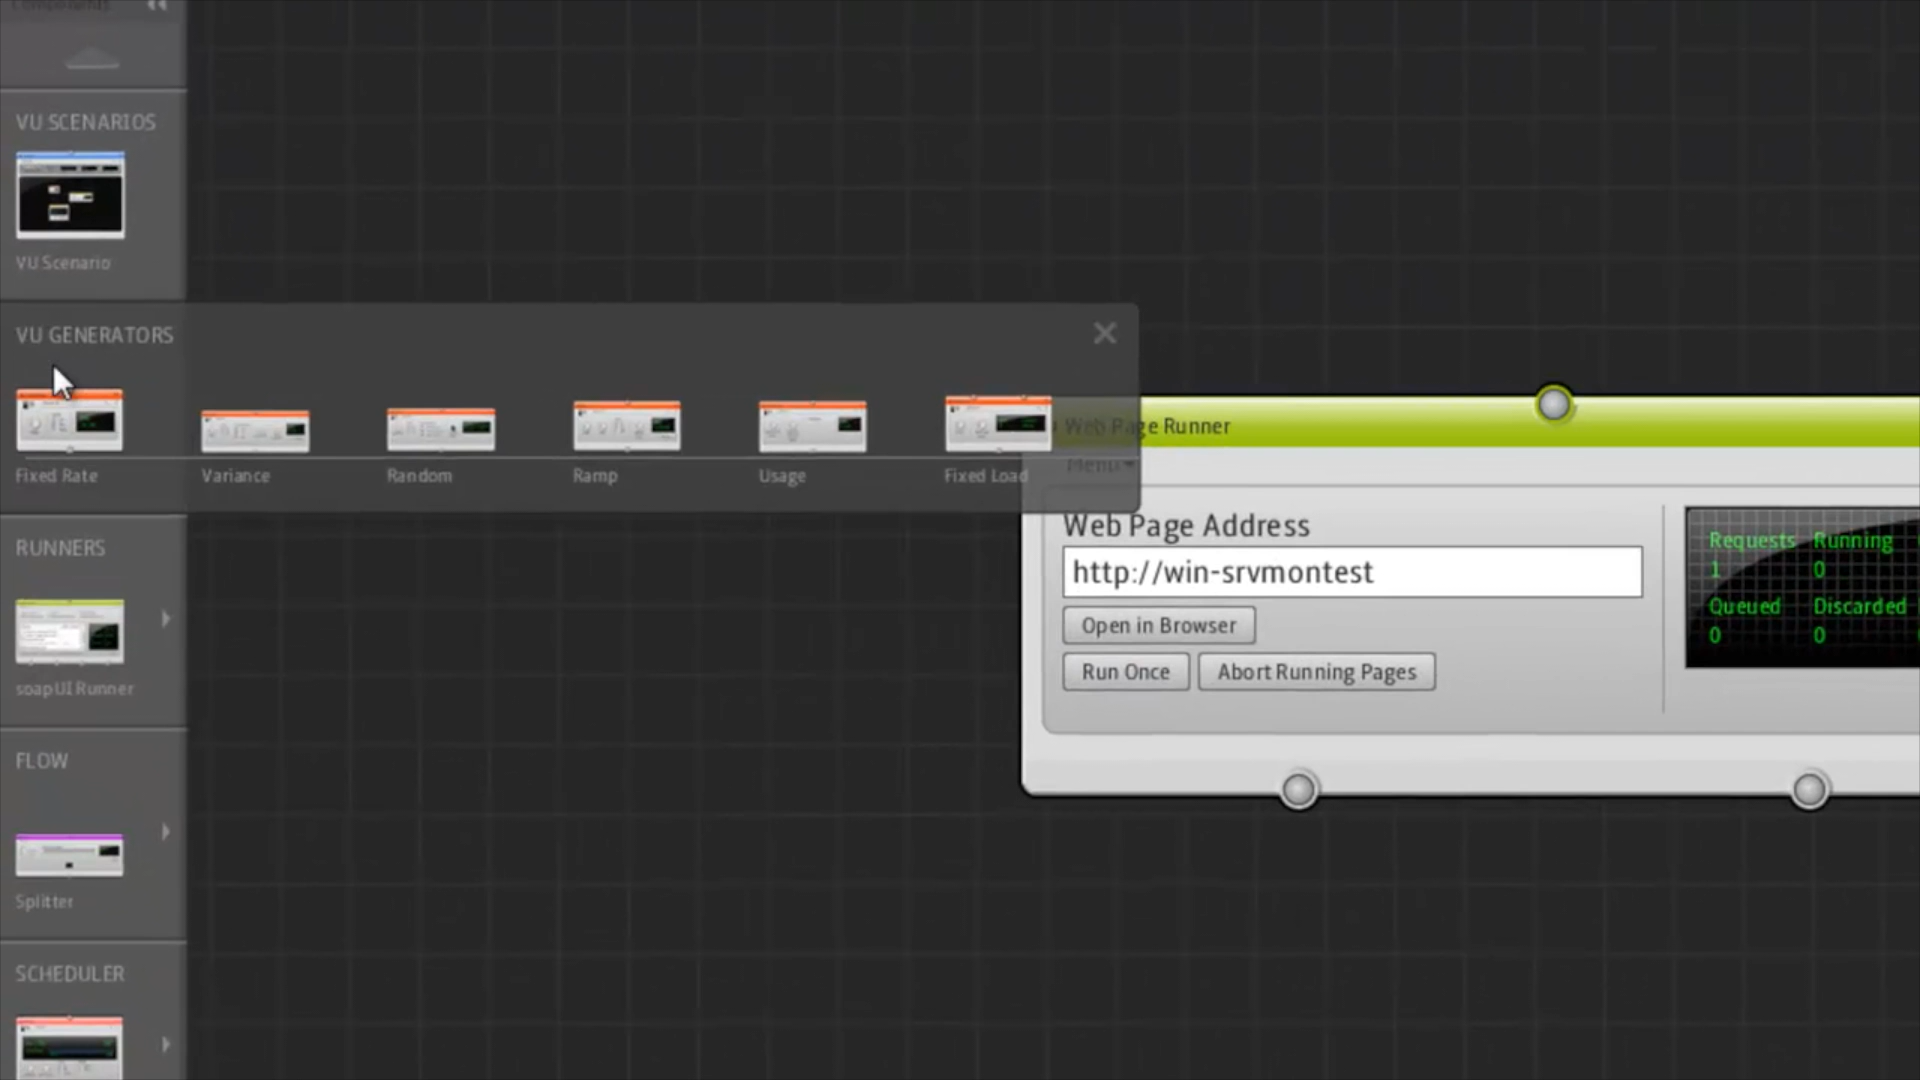 Components
VU SCENARIOS
VU Scenario
VU GENERATORS
Fixed Rate
Variance
Random
Ramp
Usage
Fixed Load
RUNNERS
soapUI Runner
FLOW
Splitter
SCHEDULER
Web Page Runner
Menu
Web Page Address
http://win-srvmontest
Open in Browser
Run Once
Abort Running Pages
Requests Running
1 0
Queued Discarded
0 0